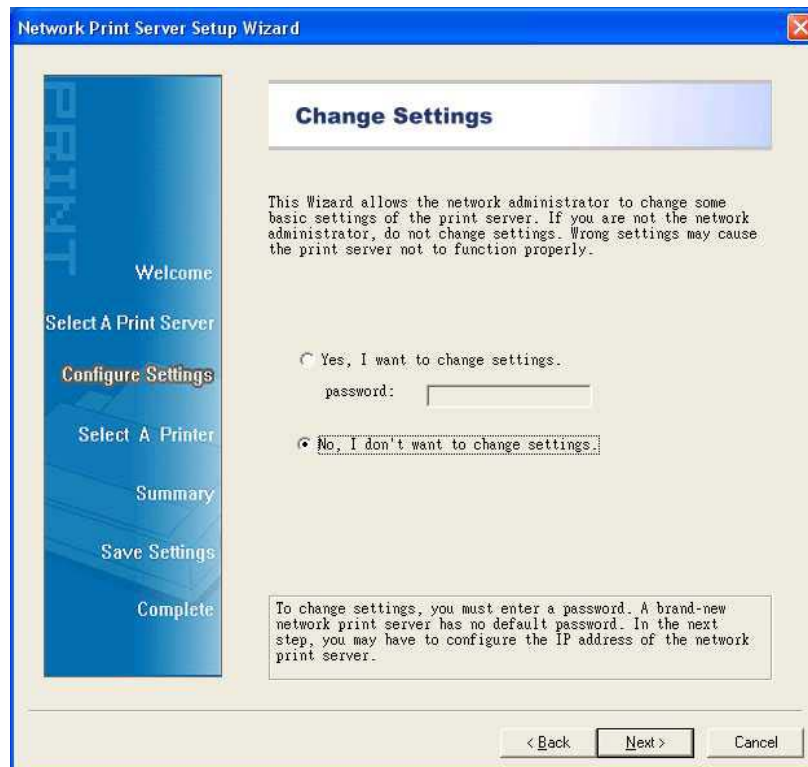 Network Print Server Setup Wizard
PRINT
Welcome
Select A Print Server
Configure Settings
Select A Printer
Summary
Save Settings
Complete
Change Settings
This Wizard allows the network administrator to change some
basic settings of the print server. If you are not the network
administrator, do not change settings. Wrong settings may cause
the print server not to function properly.
Yes, I want to change settings.
password:
No, I don't want to change settings.
To change settings, you must enter a password. A brand-new
network print server has no default password. In the next
step, you may have to configure the IP address of the network
print server.
< Back
Next >
Cancel